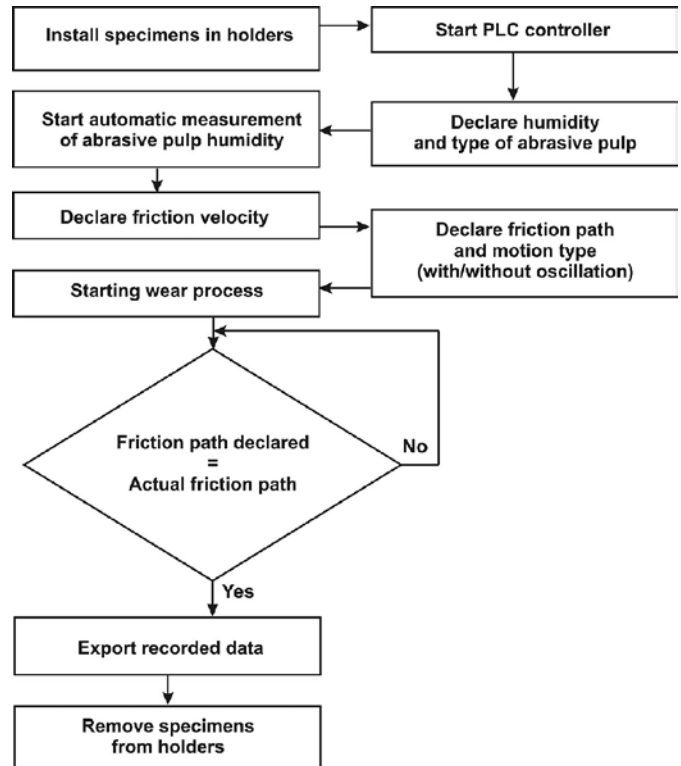 Install specimens in holders
Start PLC controller
Declare humidity
and type of abrasive pulp
Start automatic measurement
of abrasive pulp humidity
Declare friction velocity
Declare friction path
and motion type
(with/without oscillation)
Starting wear process
Friction path declared
=
Actual friction path
No
Yes
Export recorded data
Remove specimens
from holders